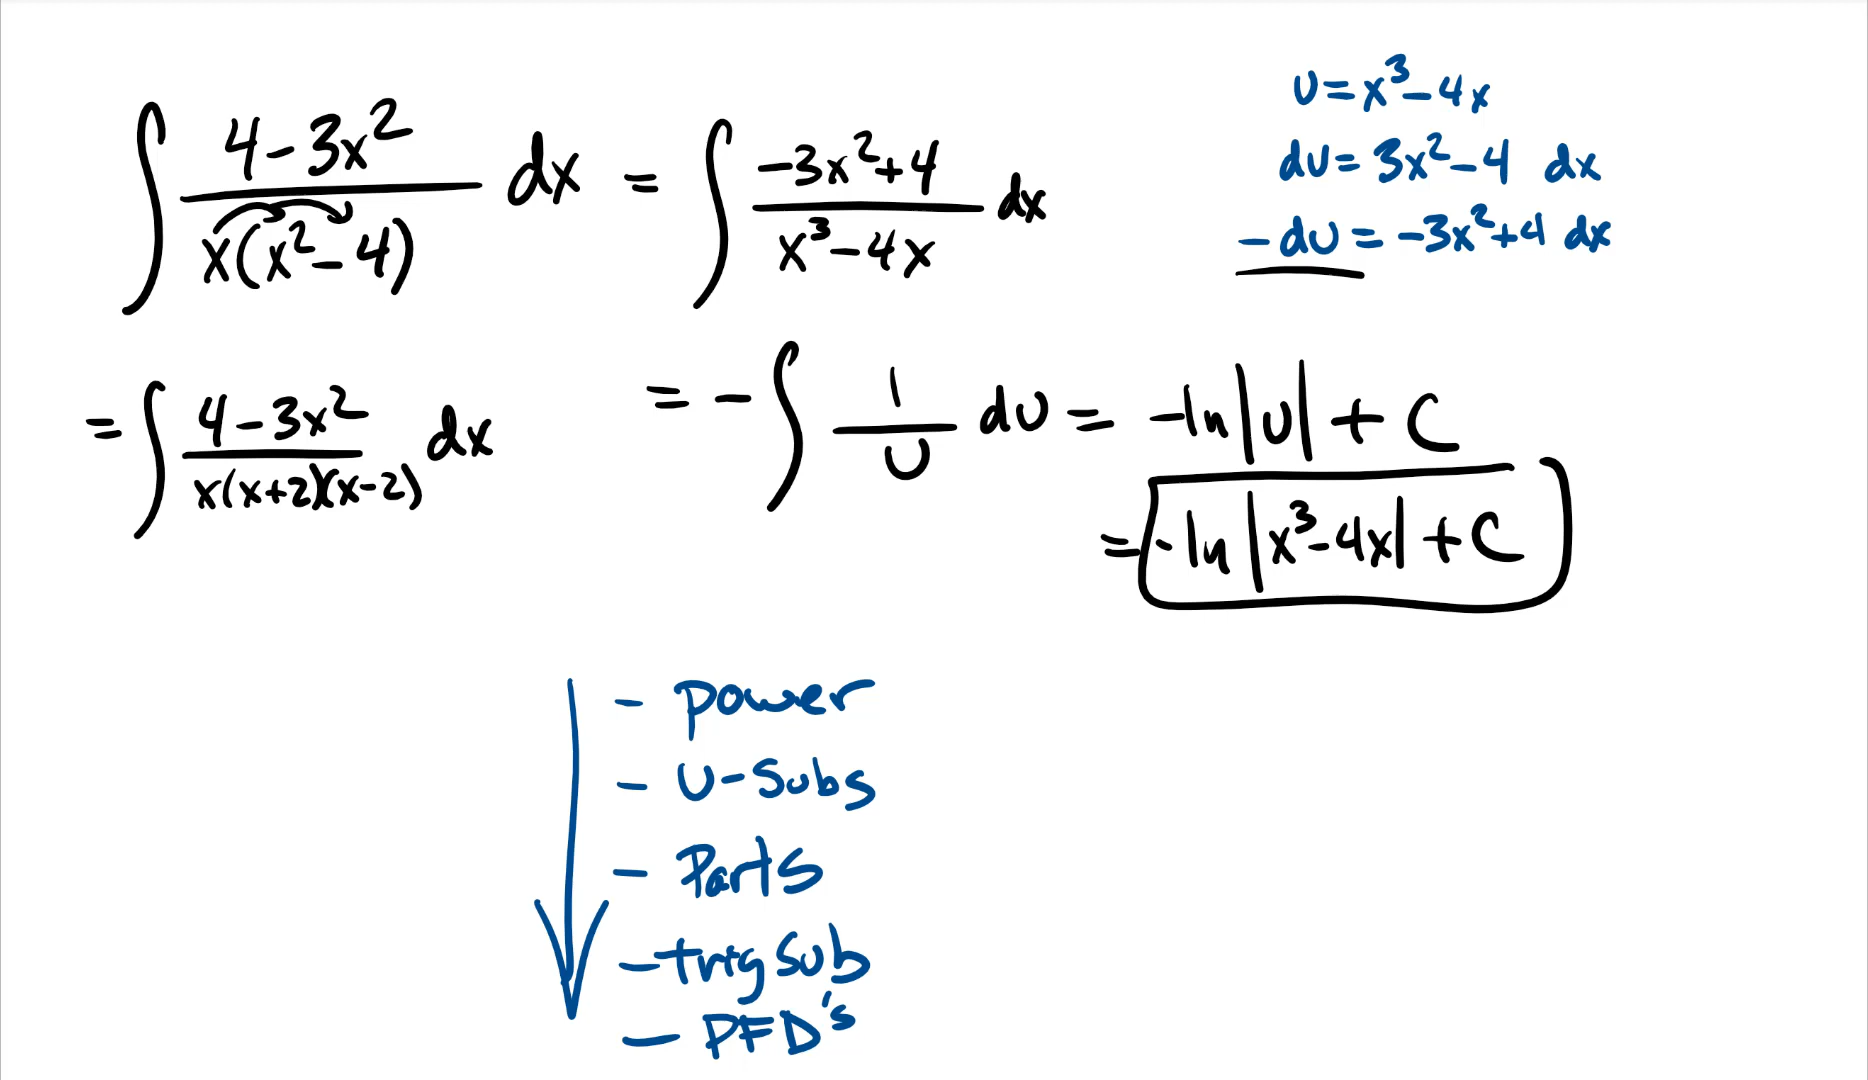 ∫ (4-3x²)/(x(x²-4)) dx = ∫ (-3x²+4)/(x³-4x) dx
u=x³-4x
du=3x²-4 dx
-du=-3x²+4 dx
= ∫ (4-3x²)/(x(x+2)(x-2)) dx
= -∫ 1/u du = -ln|u| + C
= -ln|x³-4x| + C
- power
- U-Subs
- Parts
- trig sub
- PFD's